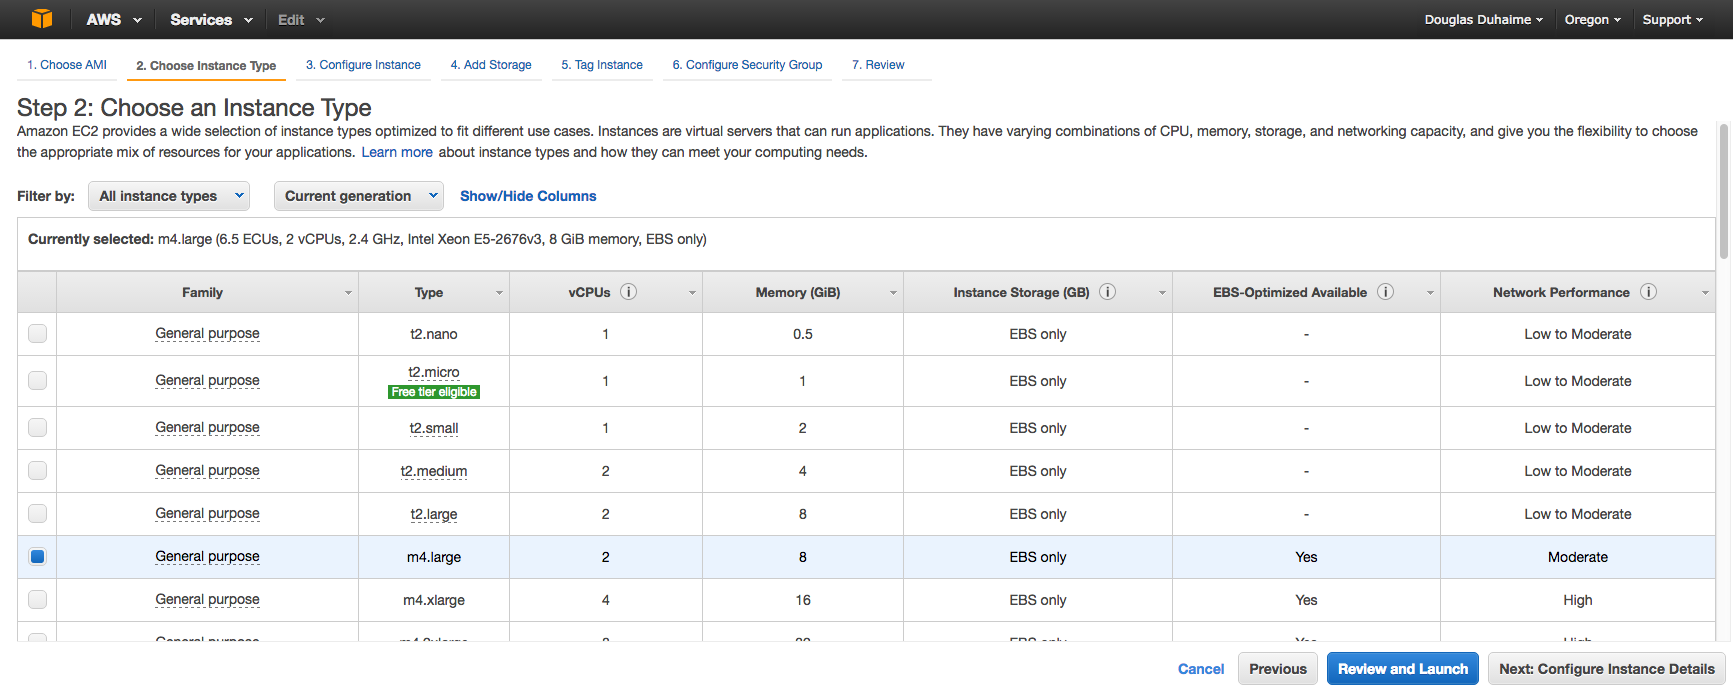 AWS Services Edit Douglas Duhaime Oregon Support
1. Choose AMI 2. Choose Instance Type 3. Configure Instance 4. Add Storage 5. Tag Instance 6. Configure Security Group 7. Review
Step 2: Choose an Instance Type
Amazon EC2 provides a wide selection of instance types optimized to fit different use cases. Instances are virtual servers that can run applications. They have varying combinations of CPU, memory, storage, and networking capacity, and give you the flexibility to choose
the appropriate mix of resources for your applications. Learn more about instance types and how they can meet your computing needs.
Filter by: All instance types Current generation Show/Hide Columns
Currently selected: m4.large (6.5 ECUs, 2 vCPUs, 2.4 GHz, Intel Xeon E5-2676v3, 8 GiB memory, EBS only)
Family Type vCPUs Memory (GiB) Instance Storage (GB) EBS-Optimized Available Network Performance
General purpose t2.nano 1 0.5 EBS only - Low to Moderate
General purpose t2.micro 1 1 EBS only - Low to Moderate
Free tier eligible
General purpose t2.small 1 2 EBS only - Low to Moderate
General purpose t2.medium 2 4 EBS only - Low to Moderate
General purpose t2.large 2 8 EBS only - Low to Moderate
General purpose m4.large 2 8 EBS only Yes Moderate
General purpose m4.xlarge 4 16 EBS only Yes High
Cancel Previous Review and Launch Next: Configure Instance Details